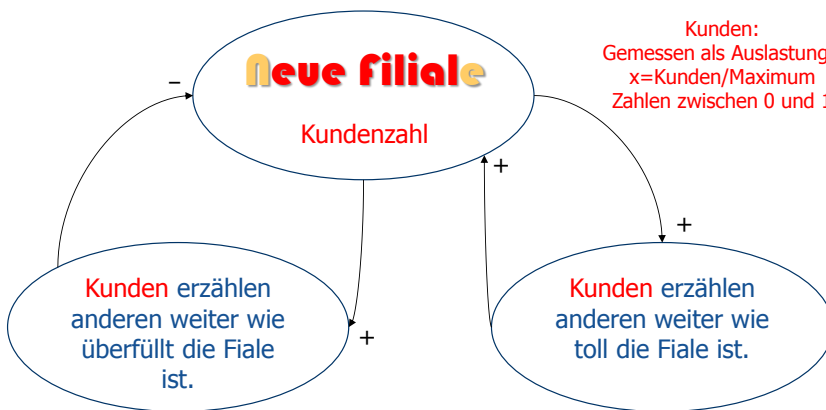 Neue Filiale
Kundenzahl
Kunden:
Gemessen als Auslastung
x=Kunden/Maximum
Zahlen zwischen 0 und 1
–
+
+
+
Kunden erzählen
anderen weiter wie
überfüllt die Fiale
ist.
Kunden erzählen
anderen weiter wie
toll die Fiale ist.